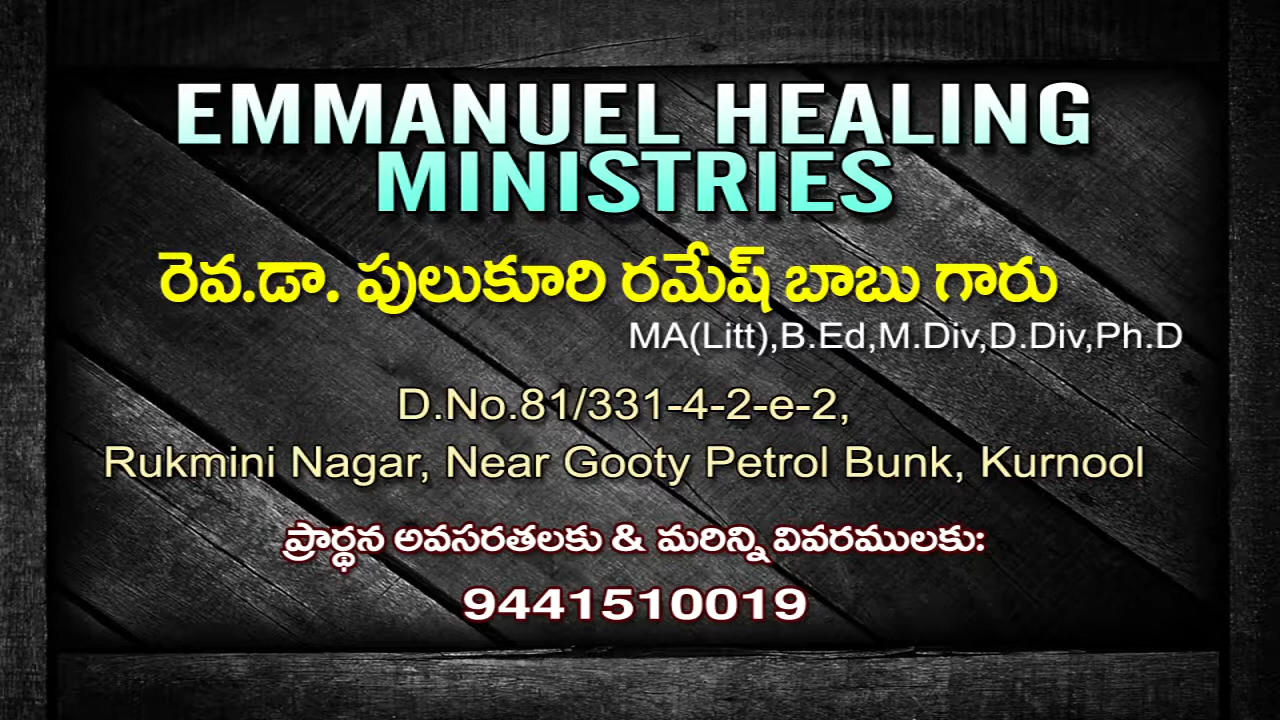 EMMANUEL HEALING
MINISTRIES
రెవ.డా. పులుకూరి రమేష్ బాబు గారు
MA(Litt),B.Ed,M.Div,D.Div,Ph.D
D.No.81/331-4-2-e-2,
Rukmini Nagar, Near Gooty Petrol Bunk, Kurnool
ప్రార్థన అవసరతలకు & మరిన్ని వివరములకు:
9441510019